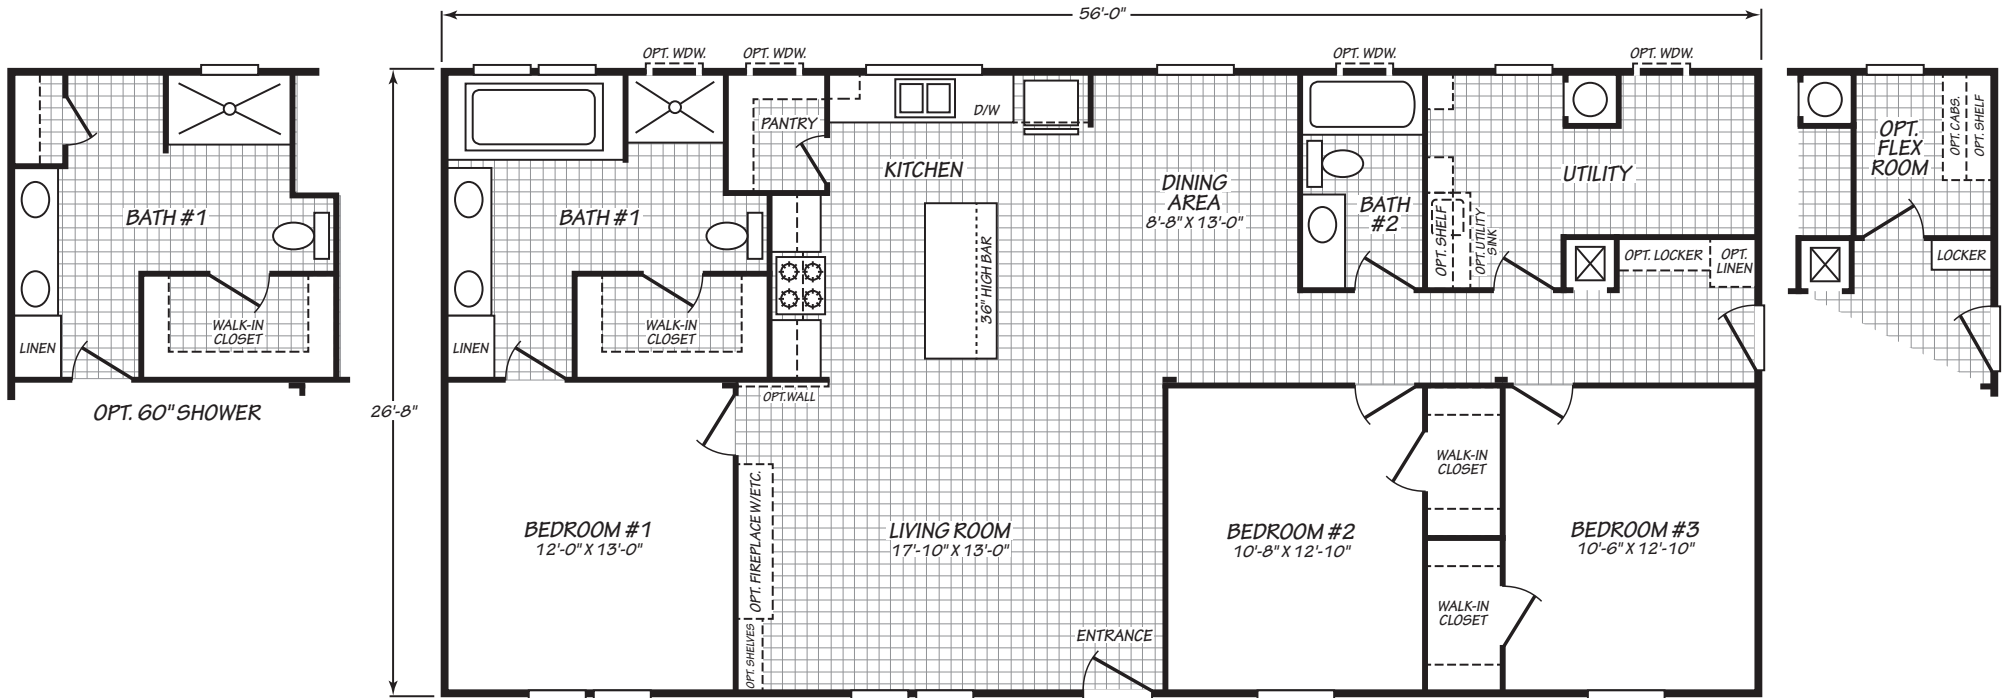 56'-0"
OPT. WDW.
OPT. WDW.
OPT. WDW.
OPT. WDW.
BATH #1
WALK-IN
CLOSET
LINEN
OPT. 60" SHOWER
26'-8"
BATH #1
WALK-IN
CLOSET
LINEN
PANTRY
D/W
KITCHEN
36" HIGH BAR
DINING
AREA
8'-8" X 13'-0"
BATH
#2
OPT. SHELF
OPT. UTILITY
SINK
UTILITY
OPT. LOCKER
OPT.
LINEN
OPT.
FLEX
ROOM
OPT. CABS.
OPT. SHELF
LOCKER
OPT. WALL
BEDROOM #1
12'-0" X 13'-0"
OPT. FIREPLACE W/ETC.
OPT. SHELVES
LIVING ROOM
17'-10" X 13'-0"
ENTRANCE
BEDROOM #2
10'-8" X 12'-10"
WALK-IN
CLOSET
WALK-IN
CLOSET
BEDROOM #3
10'-6" X 12'-10"